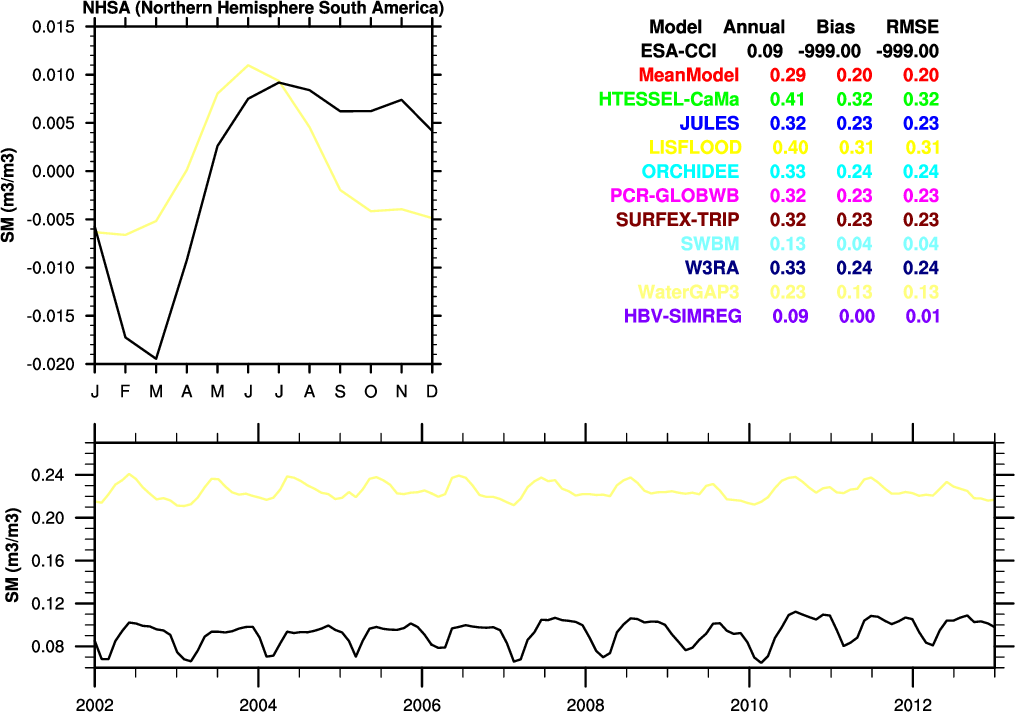 NHSA (Northern Hemisphere South America)
0.015
0.010
0.005
0.000
-0.005
-0.010
-0.015
-0.020
SM (m3/m3)
J F M A M J J A S O N D
Model Annual Bias RMSE
ESA-CCI 0.09 -999.00 -999.00
MeanModel 0.29 0.20 0.20
HTESSEL-CaMa 0.41 0.32 0.32
JULES 0.32 0.23 0.23
LISFLOOD 0.40 0.31 0.31
ORCHIDEE 0.33 0.24 0.24
PCR-GLOBWB 0.32 0.23 0.23
SURFEX-TRIP 0.32 0.23 0.23
SWBM 0.13 0.04 0.04
W3RA 0.33 0.24 0.24
WaterGAP3 0.23 0.13 0.13
HBV-SIMREG 0.09 0.00 0.01
0.24
0.20
0.16
0.12
0.08
SM (m3/m3)
2002 2004 2006 2008 2010 2012